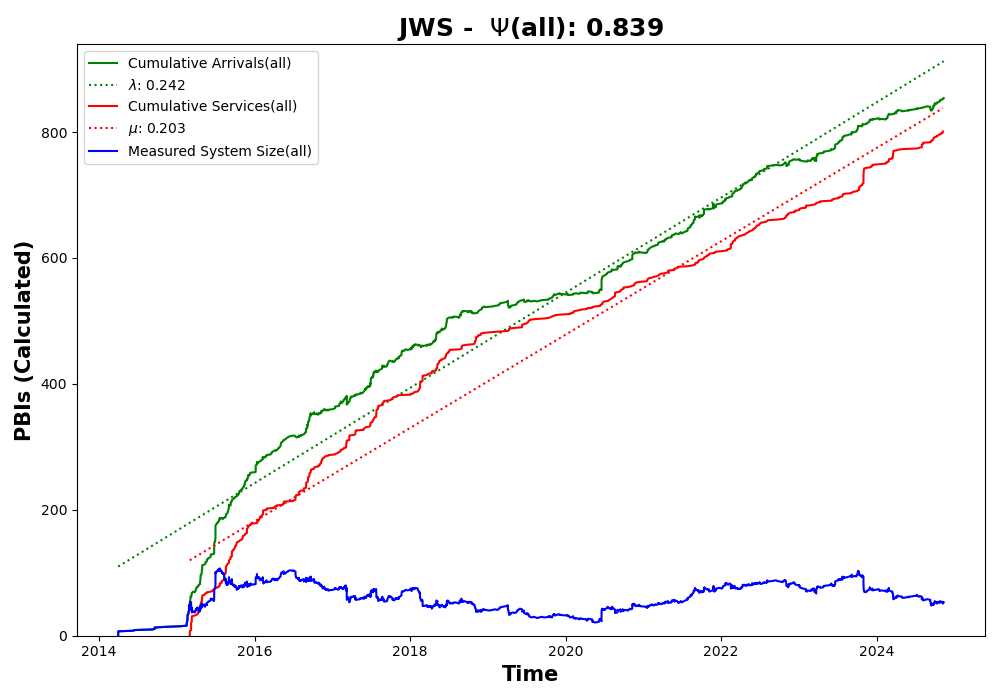 JWS - Ψ(all): 0.839
Cumulative Arrivals(all)
λ: 0.242
Cumulative Services(all)
μ: 0.203
Measured System Size(all)
PBIs (Calculated)
800
600
400
200
0
2014 2016 2018 2020 2022 2024
Time